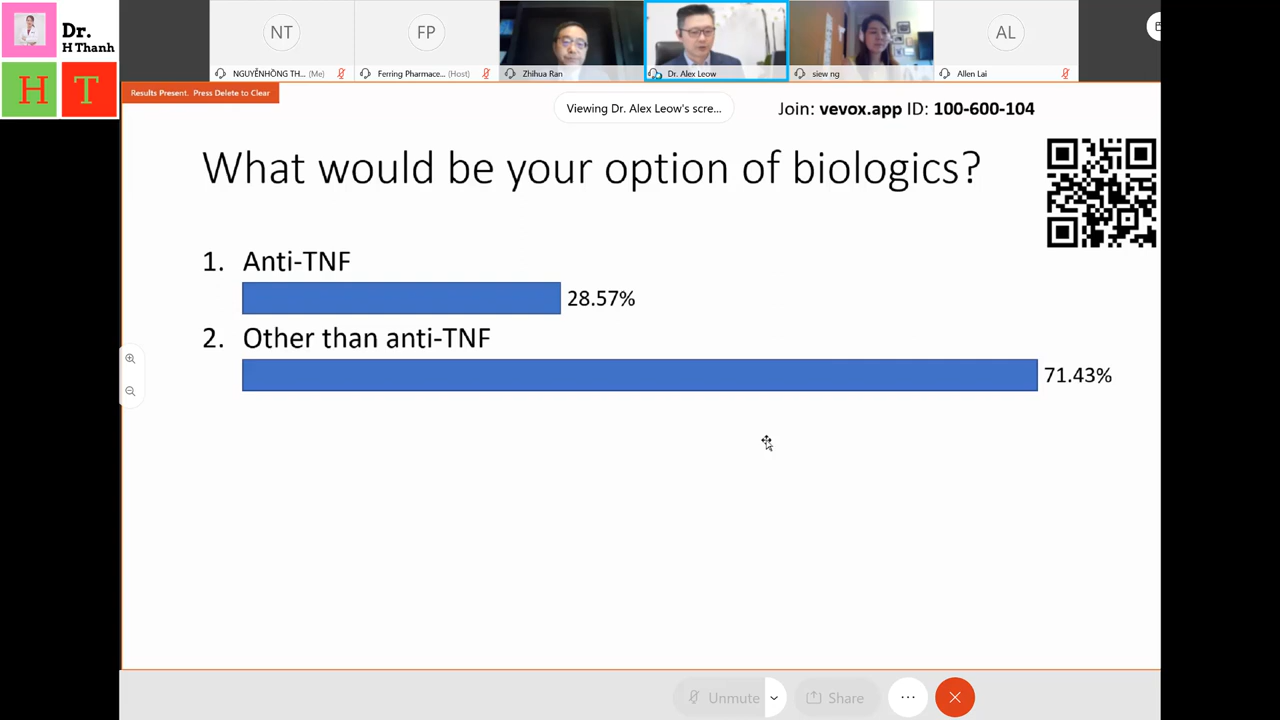 Dr.
H Thanh
H T
NT
FP
AL
NGUYỄNHỒNG TH... (Me)
Ferring Pharmace... (Host)
Zhihua Ran
Dr. Alex Leow
siew ng
Allen Lai
Results Present. Press Delete to Clear
Viewing Dr. Alex Leow's scre...
Join: vevox.app ID: 100-600-104
What would be your option of biologics?
1. Anti-TNF
28.57%
2. Other than anti-TNF
71.43%
Unmute
Share